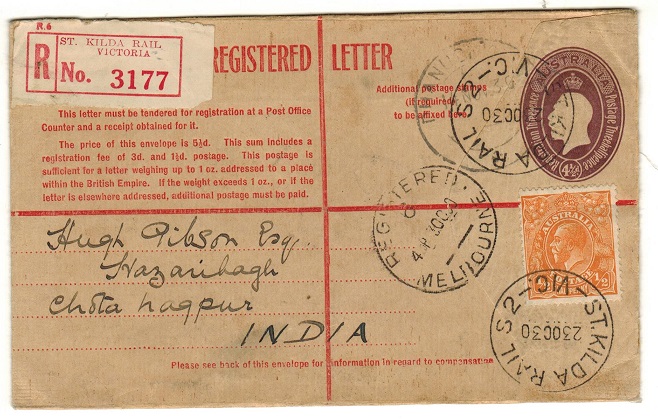 R.6
ST. KILDA RAIL
VICTORIA
R No. 3177
REGISTERED LETTER
Additional postage stamps
(if required)
to be affixed here
This letter must be tendered for registration at a Post Office
Counter and a receipt obtained for it.
The price of this envelope is 5½d. This sum includes a
registration fee of 3d. and 1½d. postage. This postage is
sufficient for a letter weighing up to 1 oz. addressed to a place
within the British Empire. If the weight exceeds 1 oz., or if the
letter is elsewhere addressed, additional postage must be paid.
AUSTRALIA
4½d
REGISTERED
MELBOURNE
AUSTRALIA
Hugh Gibson Esq.
Hazaribagh
Chota Nagpur
INDIA
ST. KILDA RAIL S2 - VIC
23OC30
Please see back of this envelope for information in regard to compensation